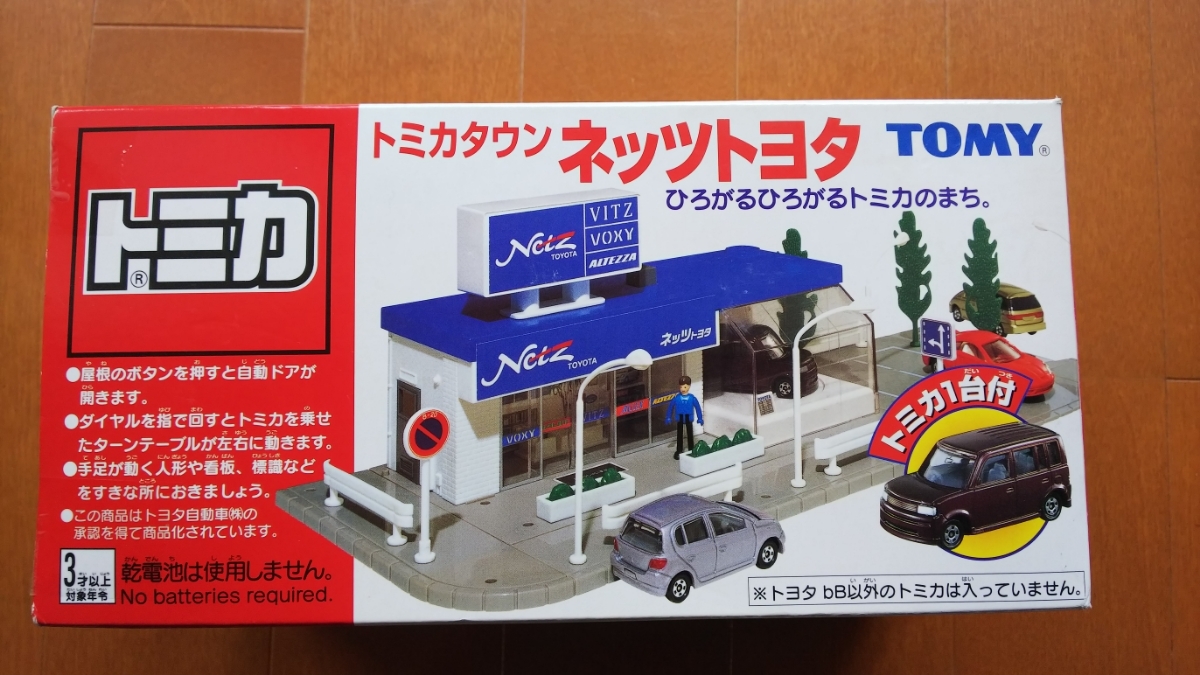 トミカ®
●屋根のボタンを押すと自動ドアが
開きます。
●ダイヤルを指で回すとトミカを乗せ
たターンテーブルが左右に動きます。
●手足が動く人形や看板、標識など
をすきな所におきましょう。
●この商品はトヨタ自動車㈱の
承認を得て商品化されています。
3才以上
対象年令
乾電池は使用しません。
No batteries required.
トミカタウン ネッツトヨタ
TOMY®
ひろがるひろがるトミカのまち。
Netz
TOYOTA
VITZ
VOXY
ALTEZZA
Netz TOYOTA
ネッツトヨタ
VOXY
ALTEZZA
トミカ1台付
※トヨタ bB以外のトミカは入っていません。